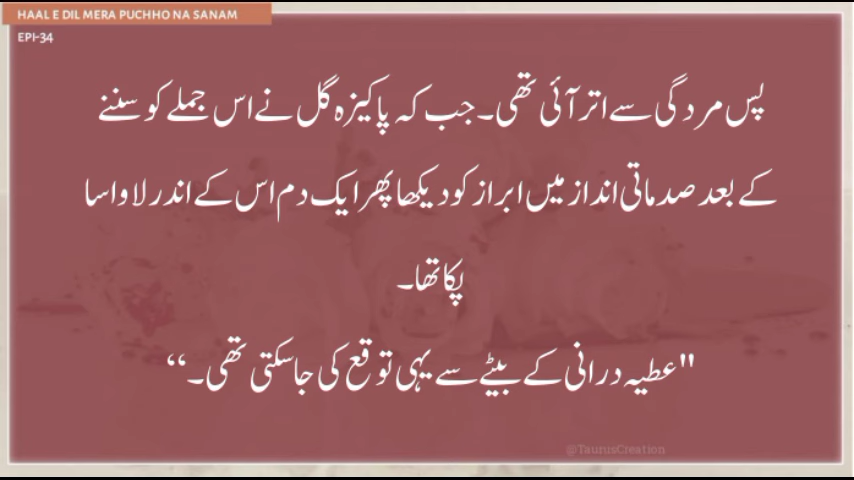 HAAL E DIL MERA PUCHHO NA SANAM
EPI-34
پس مردگی سے اتر آئی تھی۔ جب کہ پاکیزہ گل نے اس جملے کو سننے
کے بعد صدماتی انداز میں ابراز کو دیکھا پھر ایک دم اس کے اندر لاوا سا
پکا تھا۔
"عطیہ درانی کے بیٹے سے یہی توقع کی جا سکتی تھی۔“
@TaurusCreation